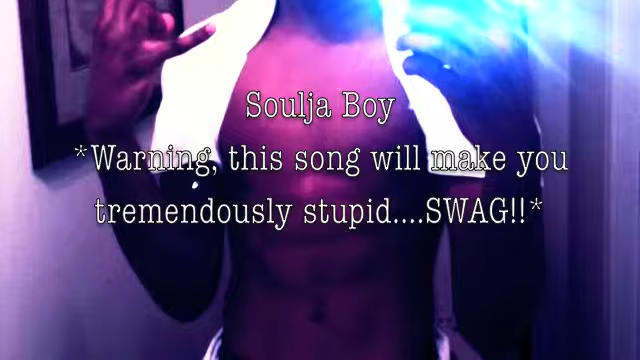 Soulja Boy
*Warning, this song will make you
tremendously stupid....SWAG!!*